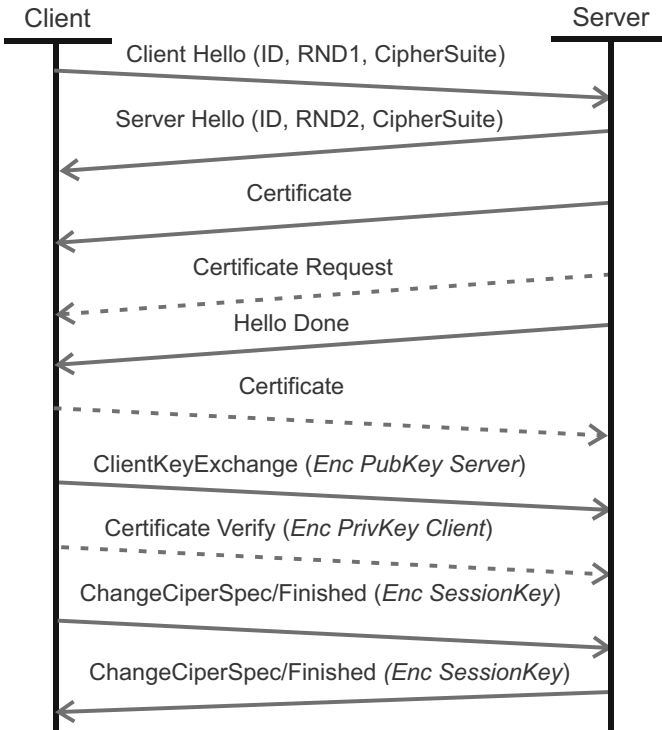 Client
Server
Client Hello (ID, RND1, CipherSuite)
Server Hello (ID, RND2, CipherSuite)
Certificate
Certificate Request
Hello Done
Certificate
ClientKeyExchange (Enc PubKey Server)
Certificate Verify (Enc PrivKey Client)
ChangeCiperSpec/Finished (Enc SessionKey)
ChangeCiperSpec/Finished (Enc SessionKey)